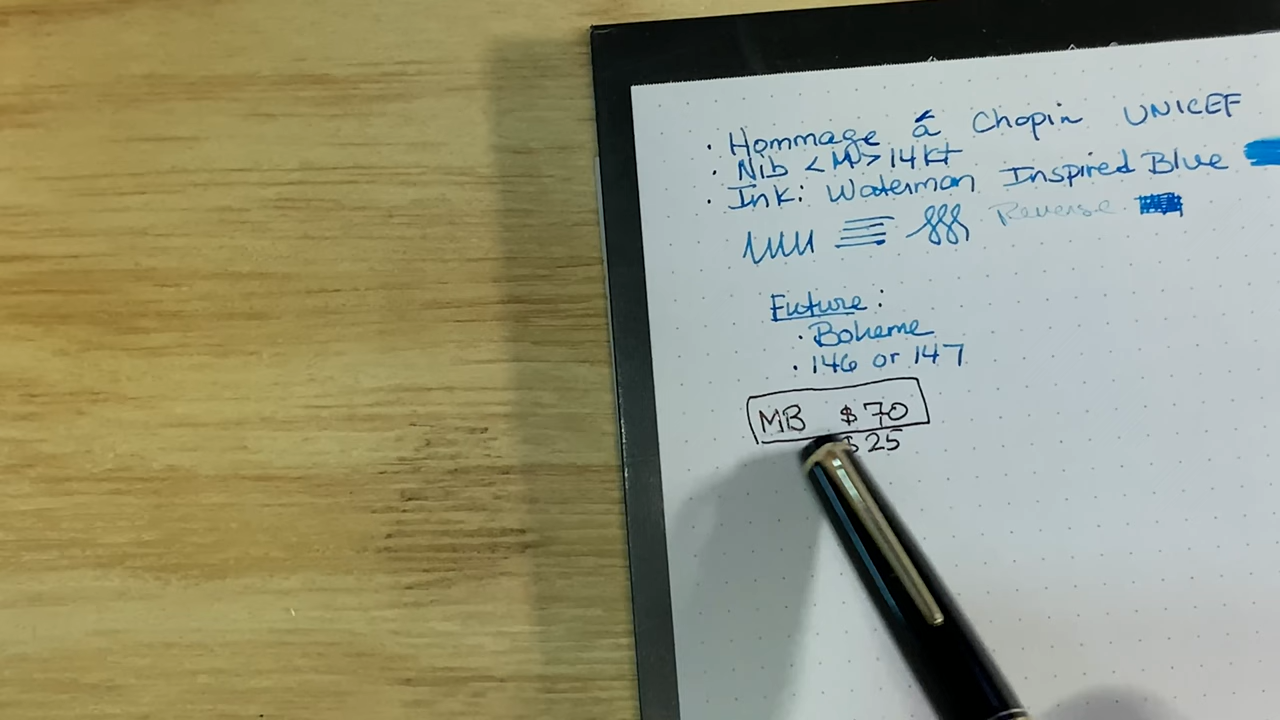 · Hommage à Chopin UNICEF
· Nib <M> 14kt
· Ink: Waterman Inspired Blue
Reverse
Future:
· Boheme
· 146 or 147
MB $70
$25